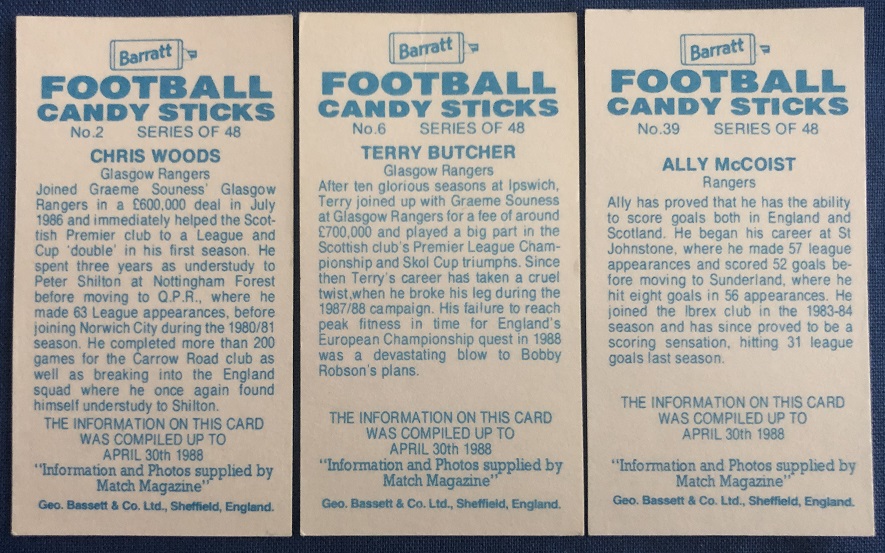 Barratt
FOOTBALL
CANDY STICKS
No.2 SERIES OF 48
CHRIS WOODS
Glasgow Rangers
Joined Graeme Souness' Glasgow
Rangers in a £600,000 deal in July
1986 and immediately helped the Scot-
tish Premier club to a League and
Cup 'double' in his first season. He
spent three years as understudy to
Peter Shilton at Nottingham Forest
before moving to Q.P.R., where he
made 63 League appearances, before
joining Norwich City during the 1980/81
season. He completed more than 200
games for the Carrow Road club as
well as breaking into the England
squad where he once again found
himself understudy to Shilton.
THE INFORMATION ON THIS CARD
WAS COMPILED UP TO
APRIL 30th 1988
"Information and Photos supplied by
Match Magazine"
Geo. Bassett & Co. Ltd., Sheffield, England.
Barratt
FOOTBALL
CANDY STICKS
No.6 SERIES OF 48
TERRY BUTCHER
Glasgow Rangers
After ten glorious seasons at Ipswich,
Terry joined up with Graeme Souness
at Glasgow Rangers for a fee of around
£700,000 and played a big part in the
Scottish club's Premier League Cham-
pionship and Skol Cup triumphs. Since
then Terry's career has taken a cruel
twist,when he broke his leg during the
1987/88 campaign. His failure to reach
peak fitness in time for England's
European Championship quest in 1988
was a devastating blow to Bobby
Robson's plans.
THE INFORMATION ON THIS CARD
WAS COMPILED UP TO
APRIL 30th 1988
"Information and Photos supplied by
Match Magazine"
Geo. Bassett & Co. Ltd., Sheffield, England.
Barratt
FOOTBALL
CANDY STICKS
No.39 SERIES OF 48
ALLY McCOIST
Rangers
Ally has proved that he has the ability
to score goals both in England and
Scotland. He began his career at St
Johnstone, where he made 57 league
appearances and scored 52 goals be-
fore moving to Sunderland, where he
hit eight goals in 56 appearances. He
joined the Ibrex club in the 1983-84
season and has since proved to be a
scoring sensation, hitting 31 league
goals last season.
THE INFORMATION ON THIS CARD
WAS COMPILED UP TO
APRIL 30th 1988
"Information and Photos supplied by
Match Magazine"
Geo. Bassett & Co. Ltd., Sheffield, England.